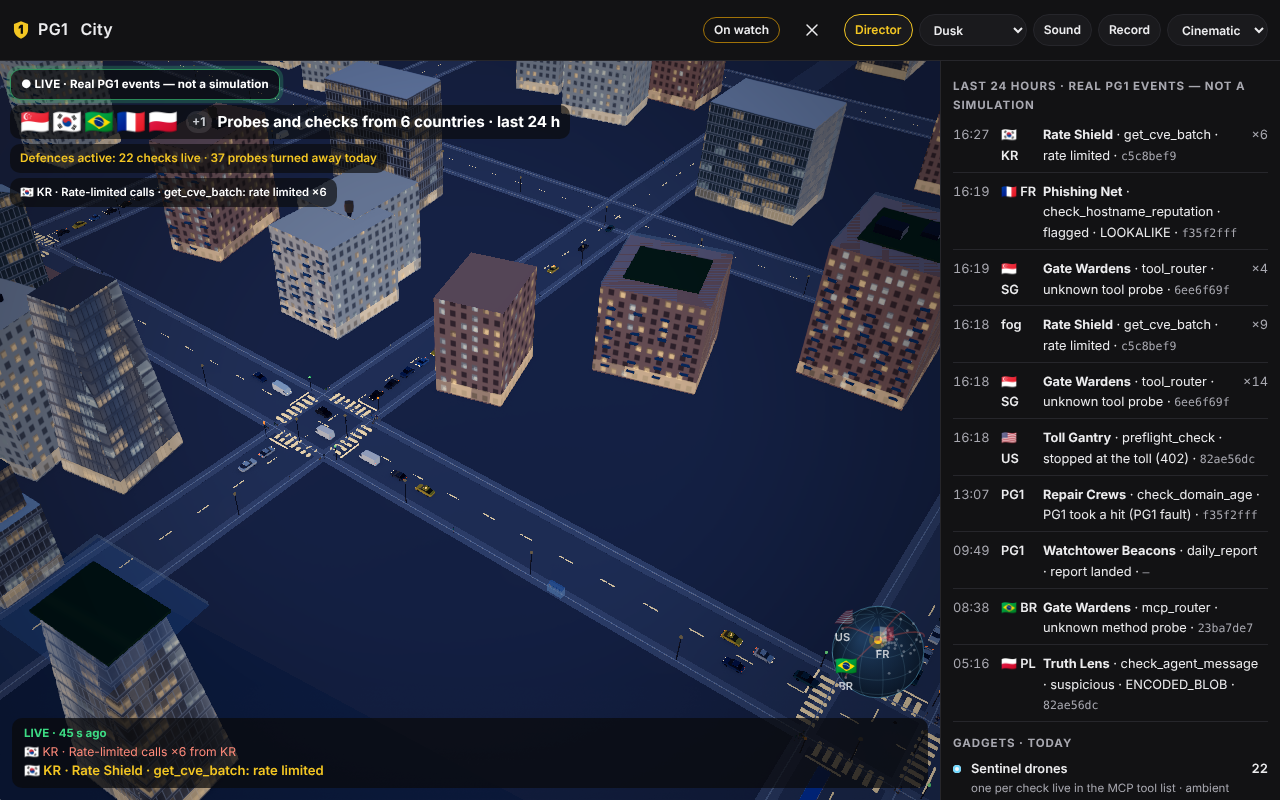 PG1 City
On watch
Director
Dusk
Sound
Record
Cinematic
LIVE · Real PG1 events — not a simulation
+1 Probes and checks from 6 countries · last 24 h
Defences active: 22 checks live · 37 probes turned away today
KR · Rate-limited calls · get_cve_batch: rate limited ×6
US
FR
BR
LIVE · 45 s ago
KR · Rate-limited calls ×6 from KR
KR · Rate Shield · get_cve_batch: rate limited
LAST 24 HOURS · REAL PG1 EVENTS — NOT A
SIMULATION
16:27 KR Rate Shield · get_cve_batch · ×6
rate limited · c5c8bef9
16:19 FR Phishing Net ·
check_hostname_reputation ·
flagged · LOOKALIKE · f35f2fff
16:19 SG Gate Wardens · tool_router · ×4
unknown tool probe · 6ee6f69f
16:18 fog Rate Shield · get_cve_batch · ×9
rate limited · c5c8bef9
16:18 SG Gate Wardens · tool_router · ×14
unknown tool probe · 6ee6f69f
16:18 US Toll Gantry · preflight_check ·
stopped at the toll (402) · 82ae56dc
13:07 PG1 Repair Crews · check_domain_age ·
PG1 took a hit (PG1 fault) · f35f2fff
09:49 PG1 Watchtower Beacons · daily_report
· report landed · —
08:38 BR Gate Wardens · mcp_router ·
unknown method probe · 23ba7de7
05:16 PL Truth Lens · check_agent_message
· suspicious · ENCODED_BLOB ·
82ae56dc
GADGETS · TODAY
Sentinel drones 22
one per check live in the MCP tool list · ambient